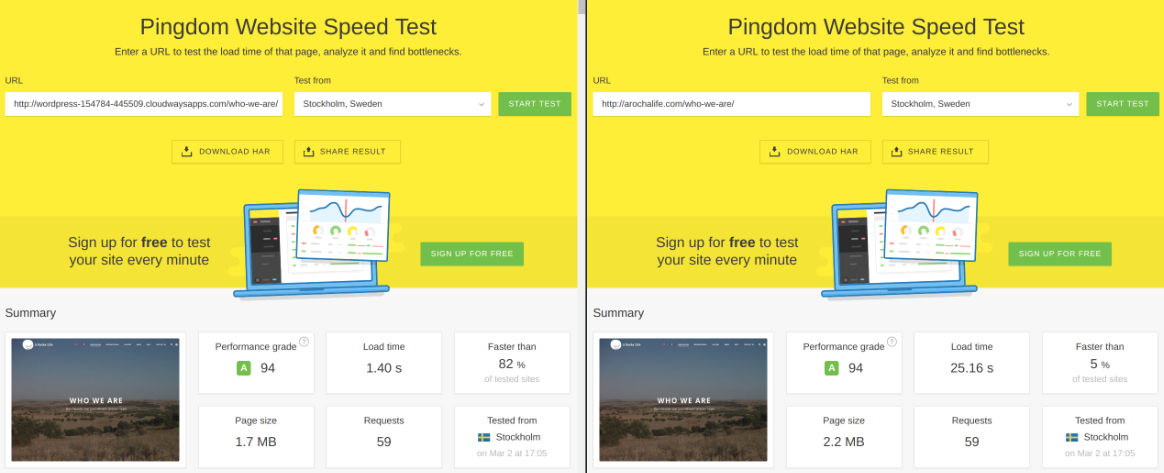 Pingdom Website Speed Test
Enter a URL to test the load time of that page, analyze it and find bottlenecks.
URL
Test from
http://wordpress-154784-445509.cloudwaysapps.com/who-we-are/
Stockholm, Sweden
START TEST
DOWNLOAD HAR
SHARE RESULT
Sign up for free to test
your site every minute
SIGN UP FOR FREE
Summary
WHO WE ARE
Performance grade
?
A 94
Load time
1.40 s
Faster than
82 %
of tested sites
Page size
1.7 MB
Requests
59
Tested from
Stockholm
on Mar 2 at 17:05
Pingdom Website Speed Test
Enter a URL to test the load time of that page, analyze it and find bottlenecks.
URL
Test from
http://arochalife.com/who-we-are/
Stockholm, Sweden
START TEST
DOWNLOAD HAR
SHARE RESULT
Sign up for free to test
your site every minute
SIGN UP FOR FREE
Summary
WHO WE ARE
Performance grade
?
A 94
Load time
25.16 s
Faster than
5 %
of tested sites
Page size
2.2 MB
Requests
59
Tested from
Stockholm
on Mar 2 at 17:05